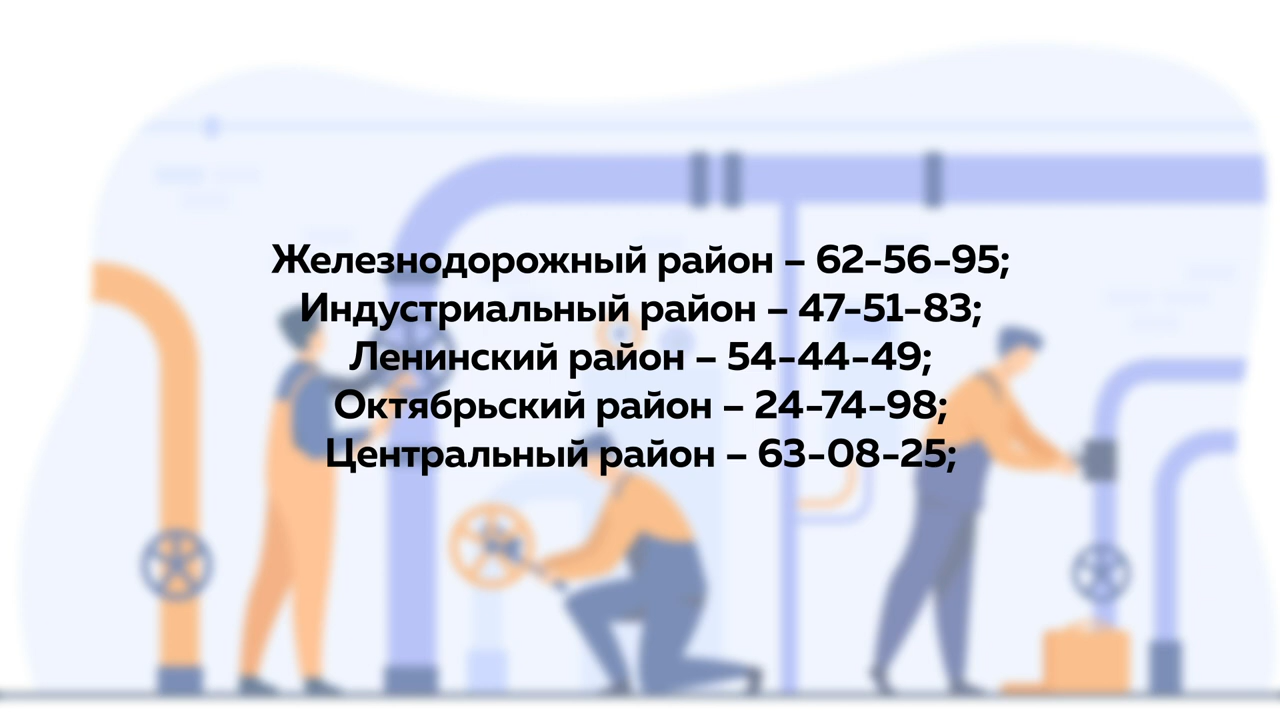 Железнодорожный район – 62-56-95;
Индустриальный район – 47-51-83;
Ленинский район – 54-44-49;
Октябрьский район – 24-74-98;
Центральный район – 63-08-25;